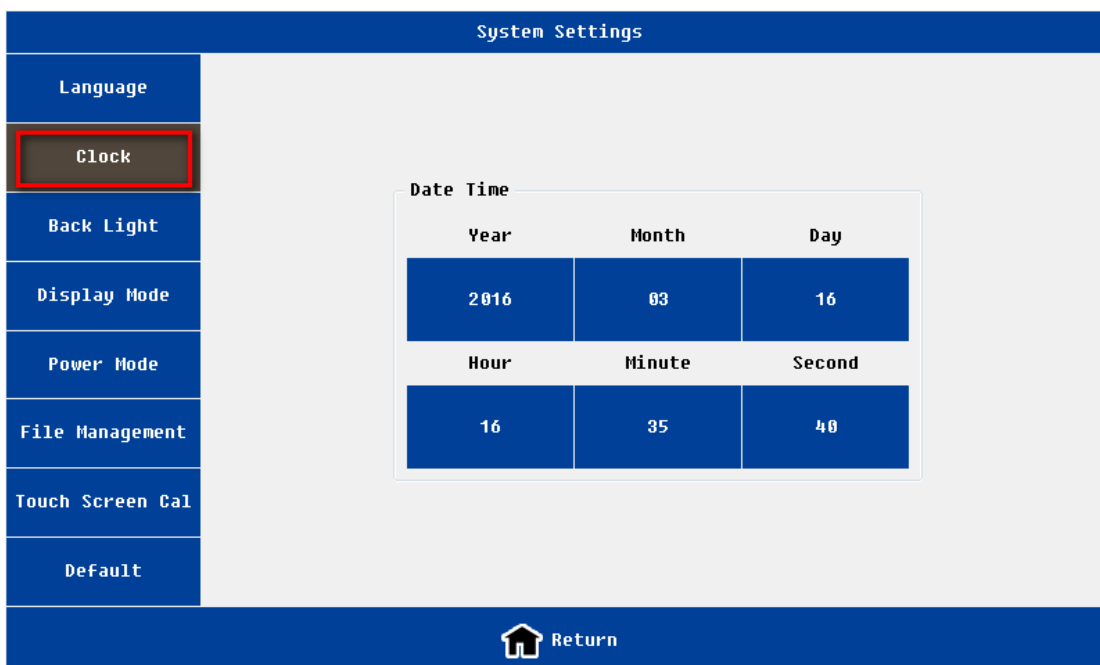 System Settings
Language
Clock
Back Light
Display Mode
Power Mode
File Management
Touch Screen Cal
Default
Date Time
Year Month Day
2016 03 16
Hour Minute Second
16 35 40
Return